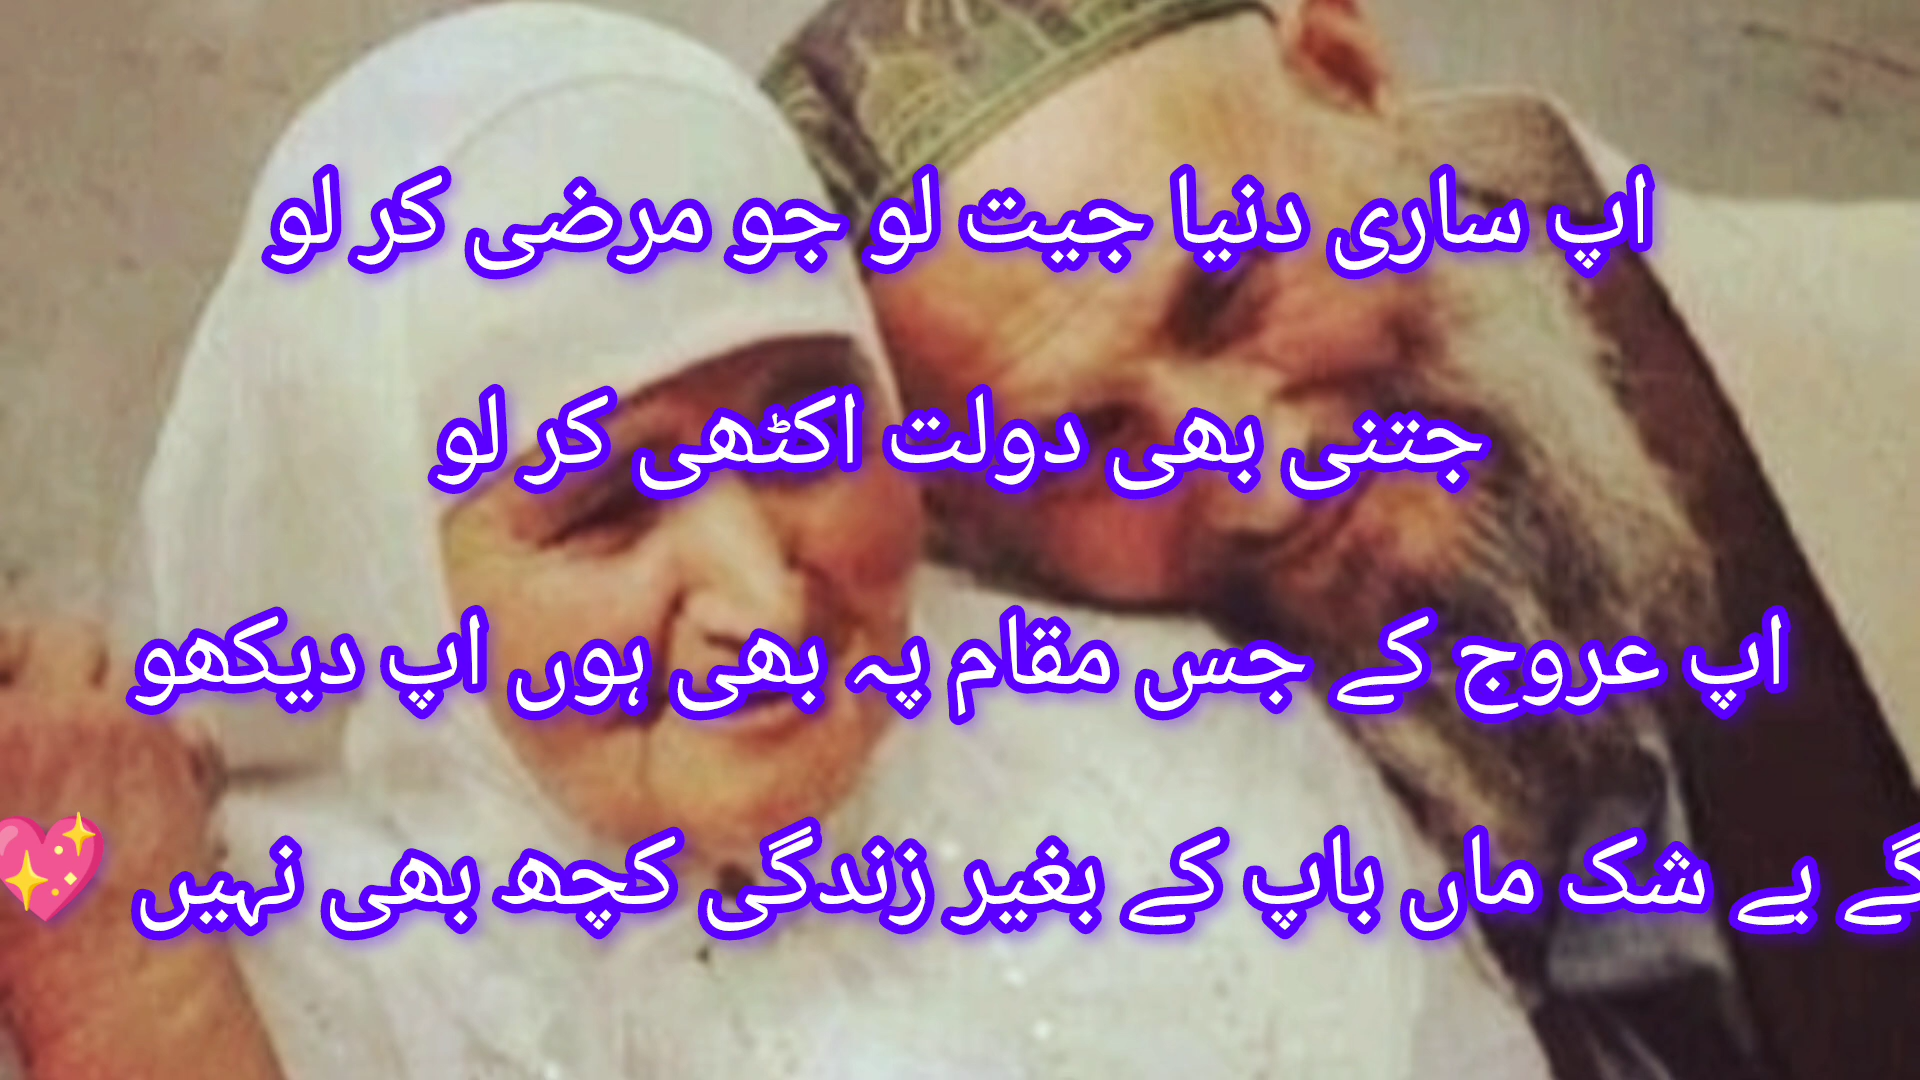 اپ ساری دنیا جیت لو جو مرضی کر لو
جتنی بھی دولت اکٹھی کر لو
اپ عروج کے جس مقام پہ بھی ہوں اپ دیکھو
گے بے شک ماں باپ کے بغیر زندگی کچھ بھی نہیں 💖